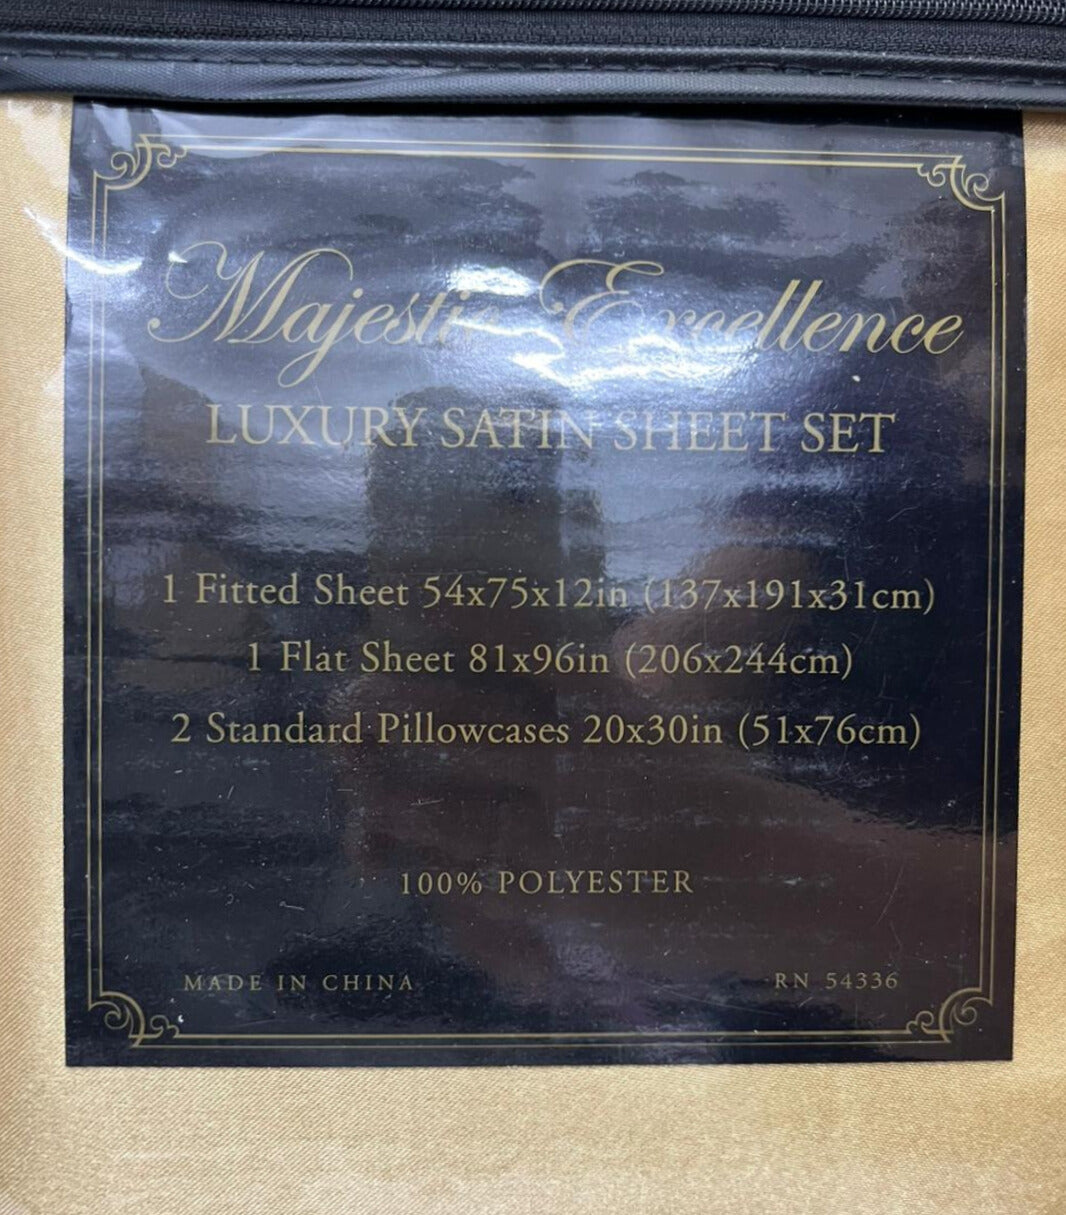 Majestic Excellence
LUXURY SATIN SHEET SET
1 Fitted Sheet 54x75x12in (137x191x31cm)
1 Flat Sheet 81x96in (206x244cm)
2 Standard Pillowcases 20x30in (51x76cm)
100% POLYESTER
MADE IN CHINA
RN 54336